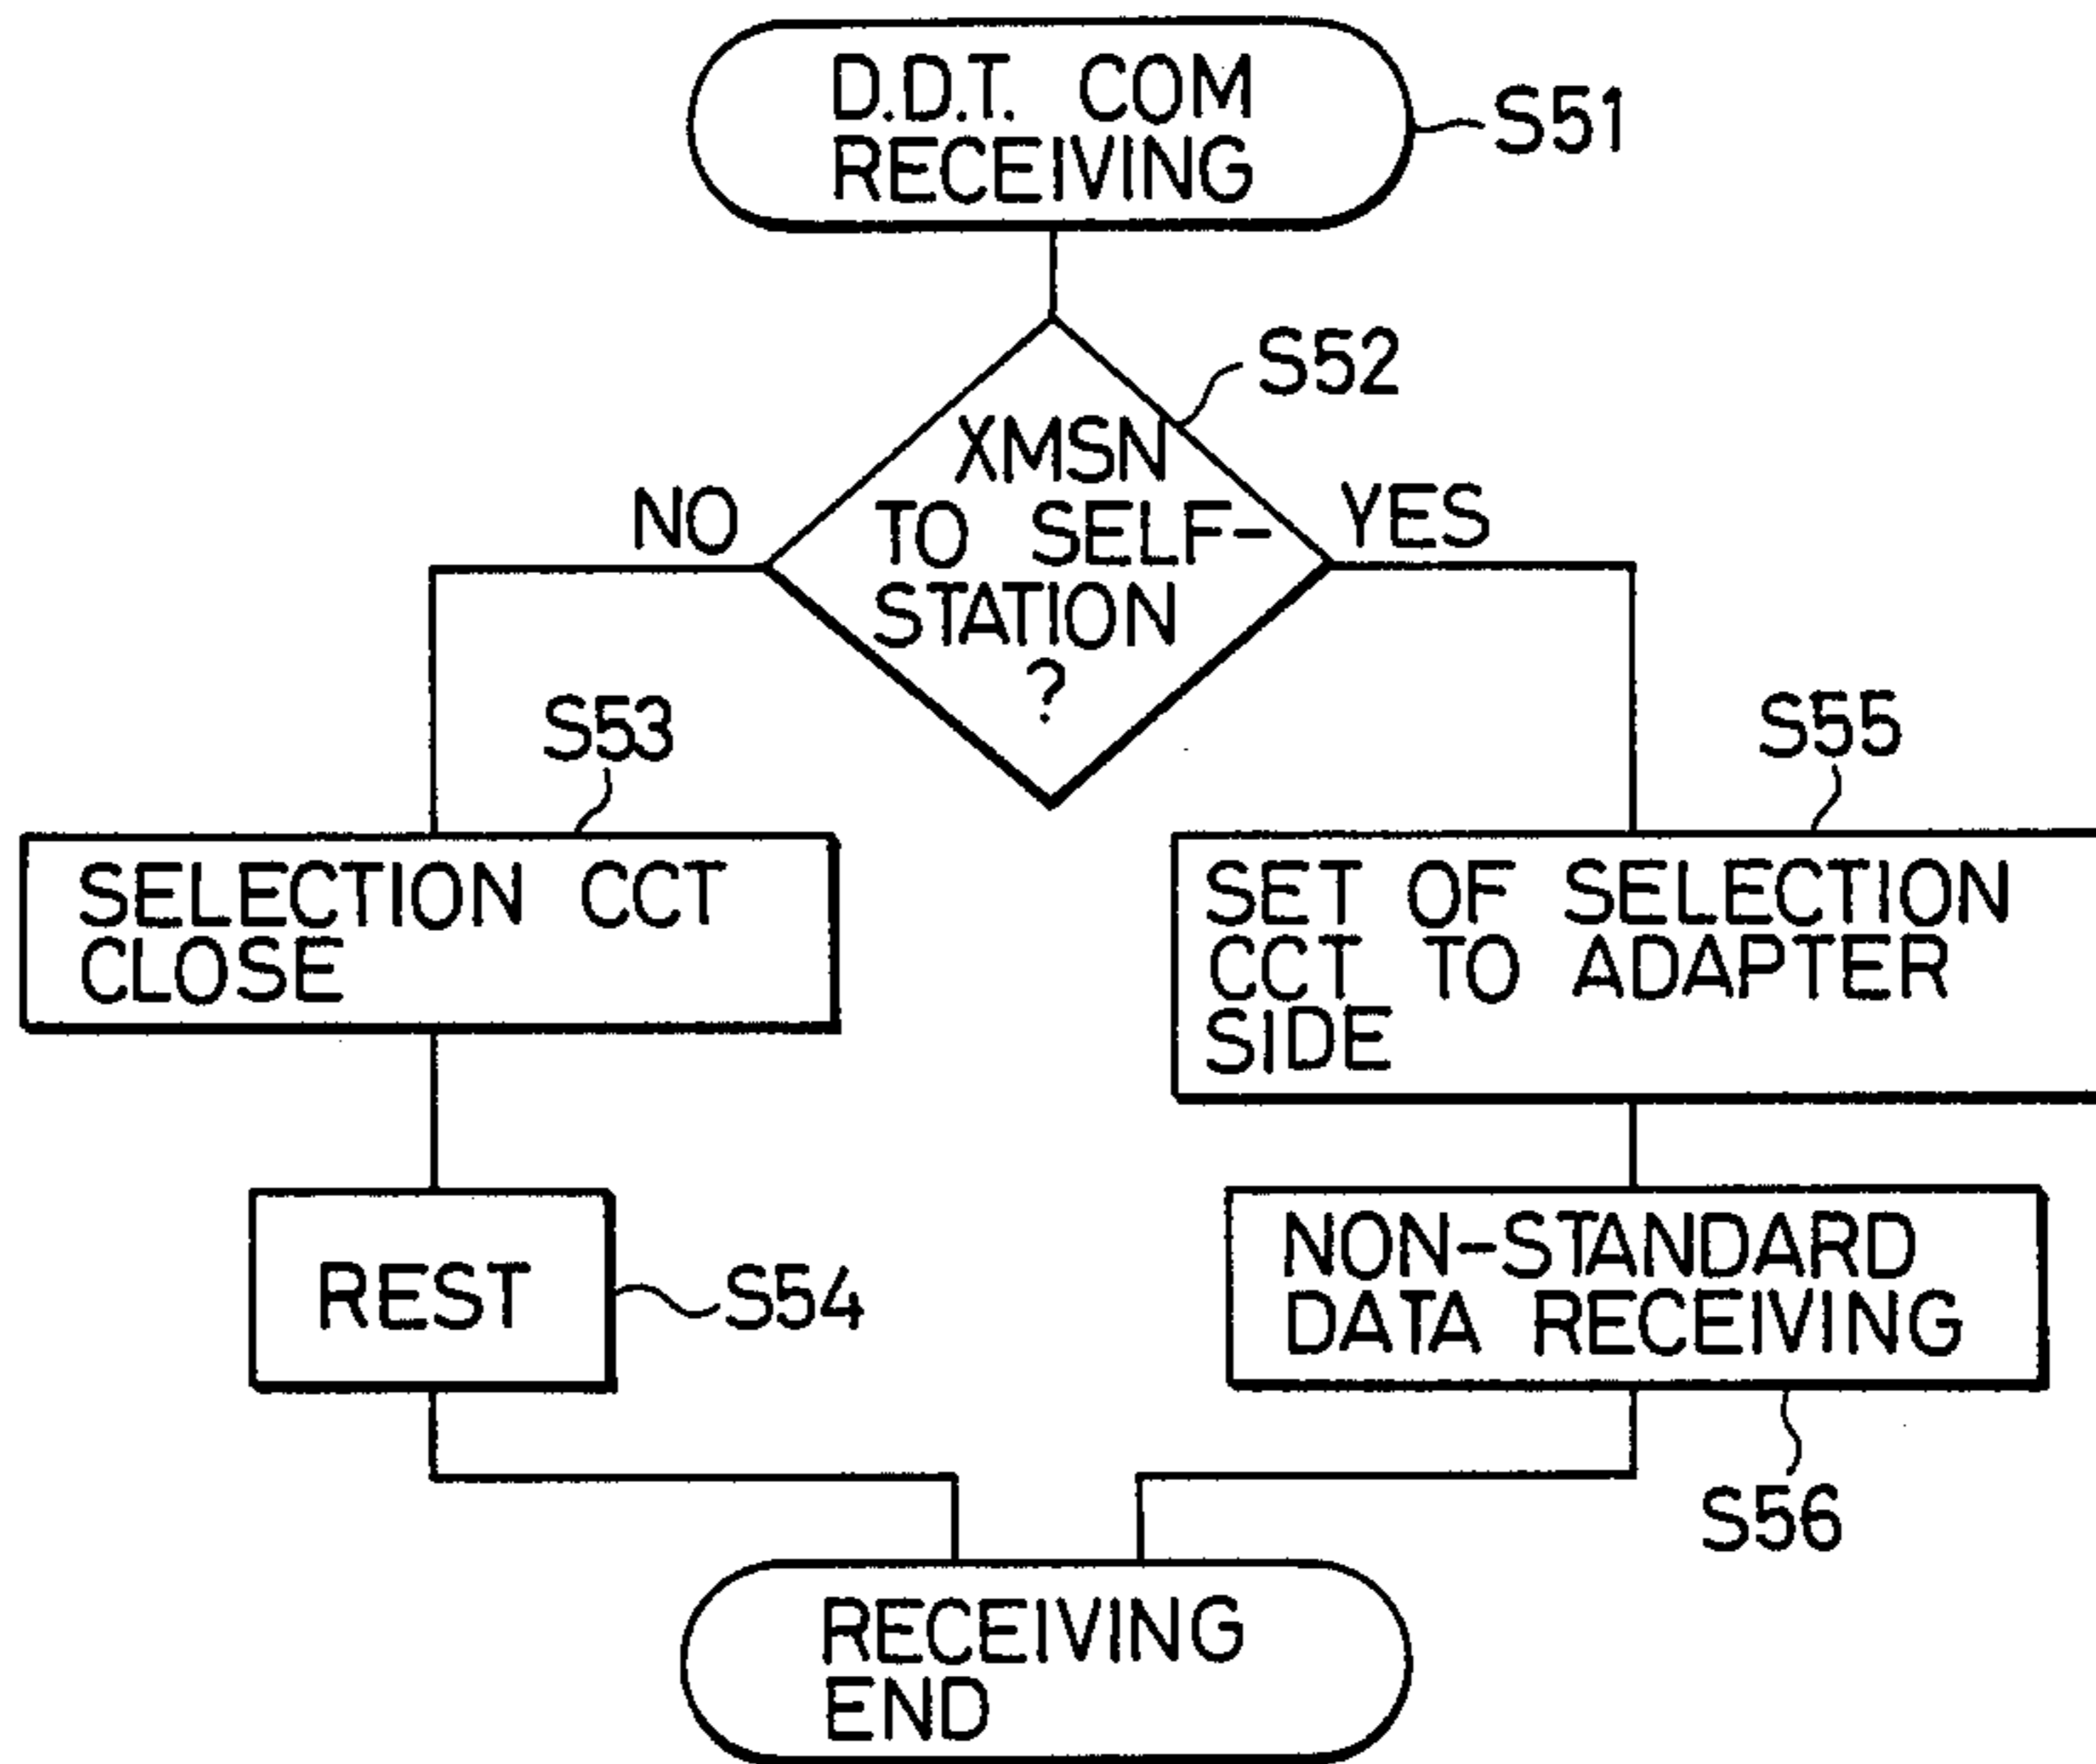 D.D.T. COM
RECEIVING
S51
S52
XMSN
TO SELF-
STATION
?
NO
YES
S53
S55
SELECTION CCT
CLOSE
SET OF SELECTION
CCT TO ADAPTER
SIDE
REST
S54
NON-STANDARD
DATA RECEIVING
S56
RECEIVING
END